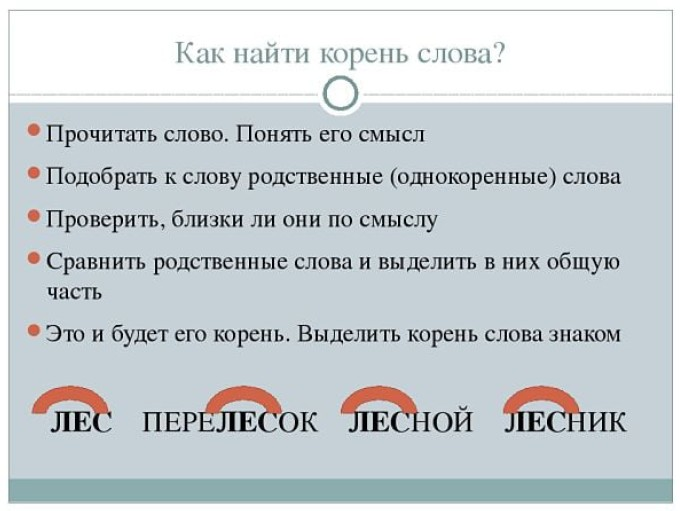 Как найти корень слова?
Прочитать слово. Понять его смысл
Подобрать к слову родственные (однокоренные) слова
Проверить, близки ли они по смыслу
Сравнить родственные слова и выделить в них общую
часть
Это и будет его корень. Выделить корень слова знаком
ЛЕС ПЕРЕЛЕСОК ЛЕСНОЙ ЛЕСНИК